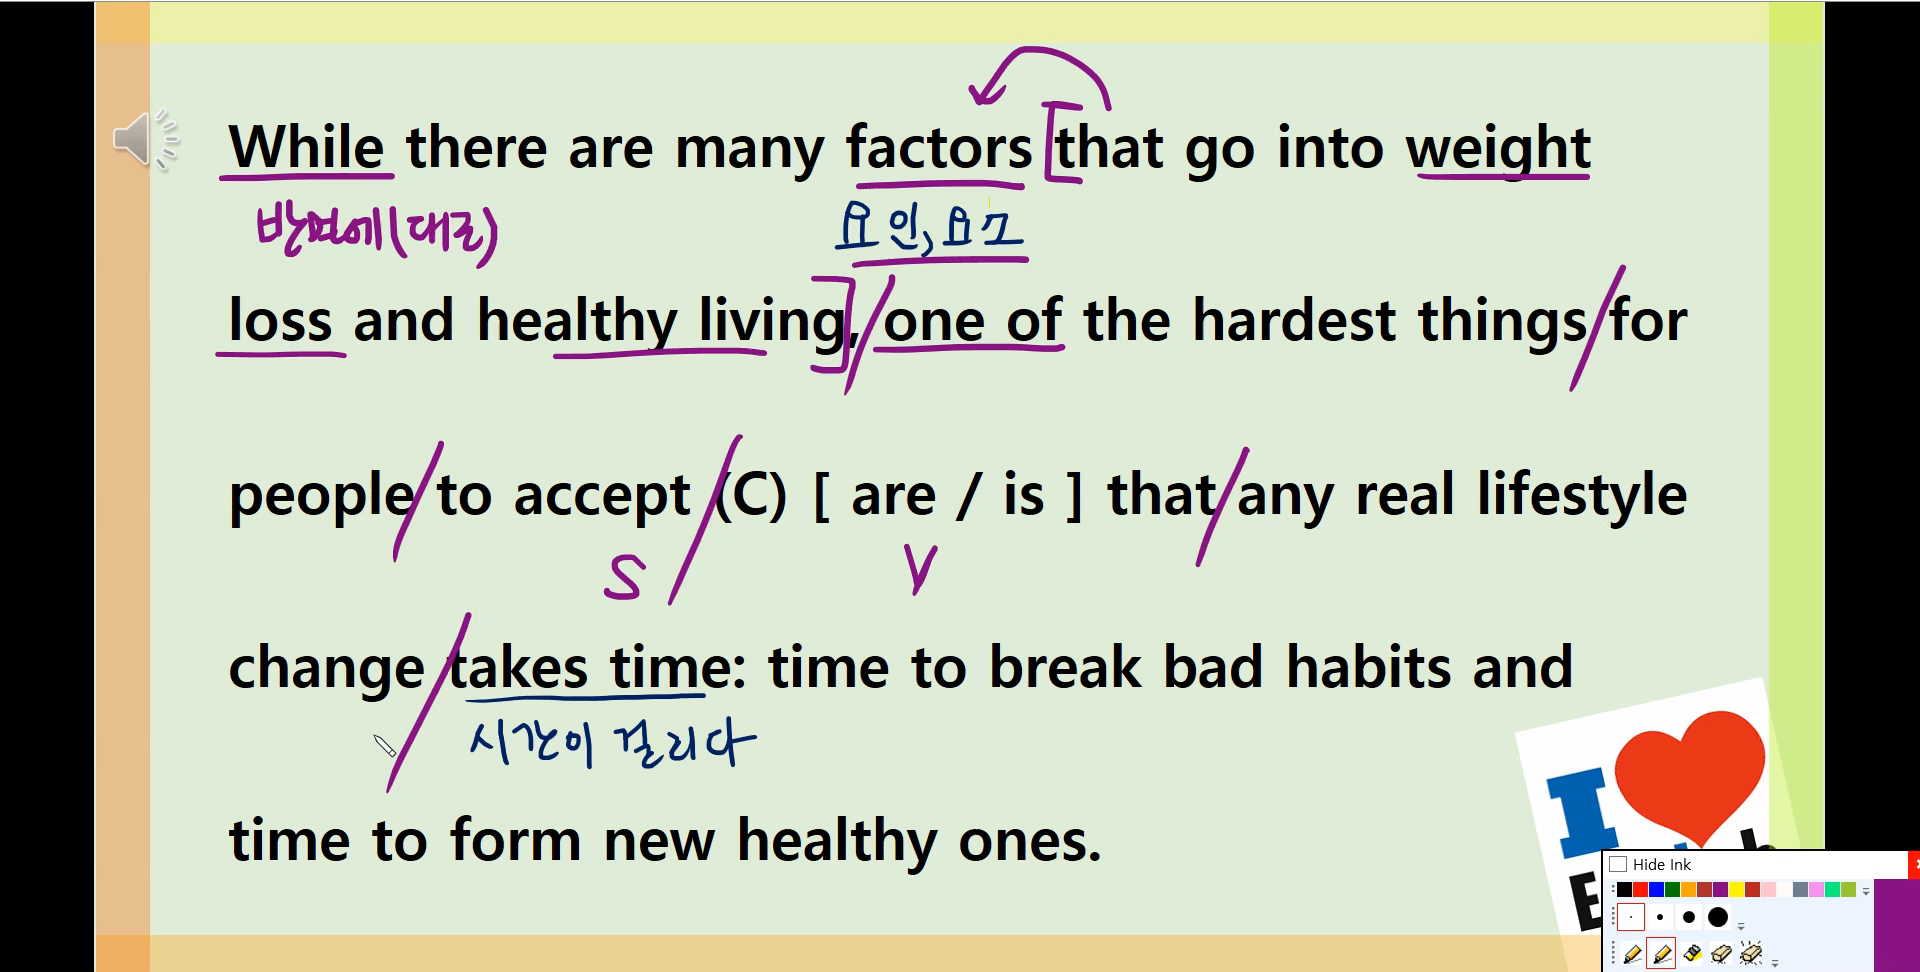 While there are many factors [that go into weight
반면에(대조)
요인, 요소
loss and healthy living], / one of the hardest things / for
people / to accept / (C) [ are / is ] that / any real lifestyle
S V
change / takes time: time to break bad habits and
시간이 걸리다
time to form new healthy ones.
I
E
Hide Ink